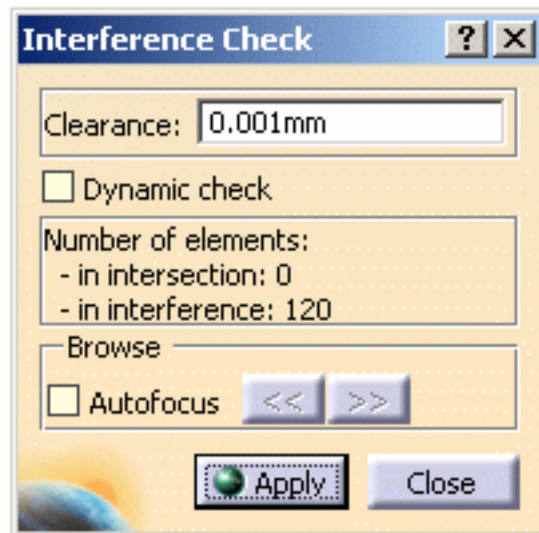 Interference Check
Clearance: 0.001mm
Dynamic check
Number of elements:
- in intersection: 0
- in interference: 120
Browse
Autofocus << >>
Apply Close